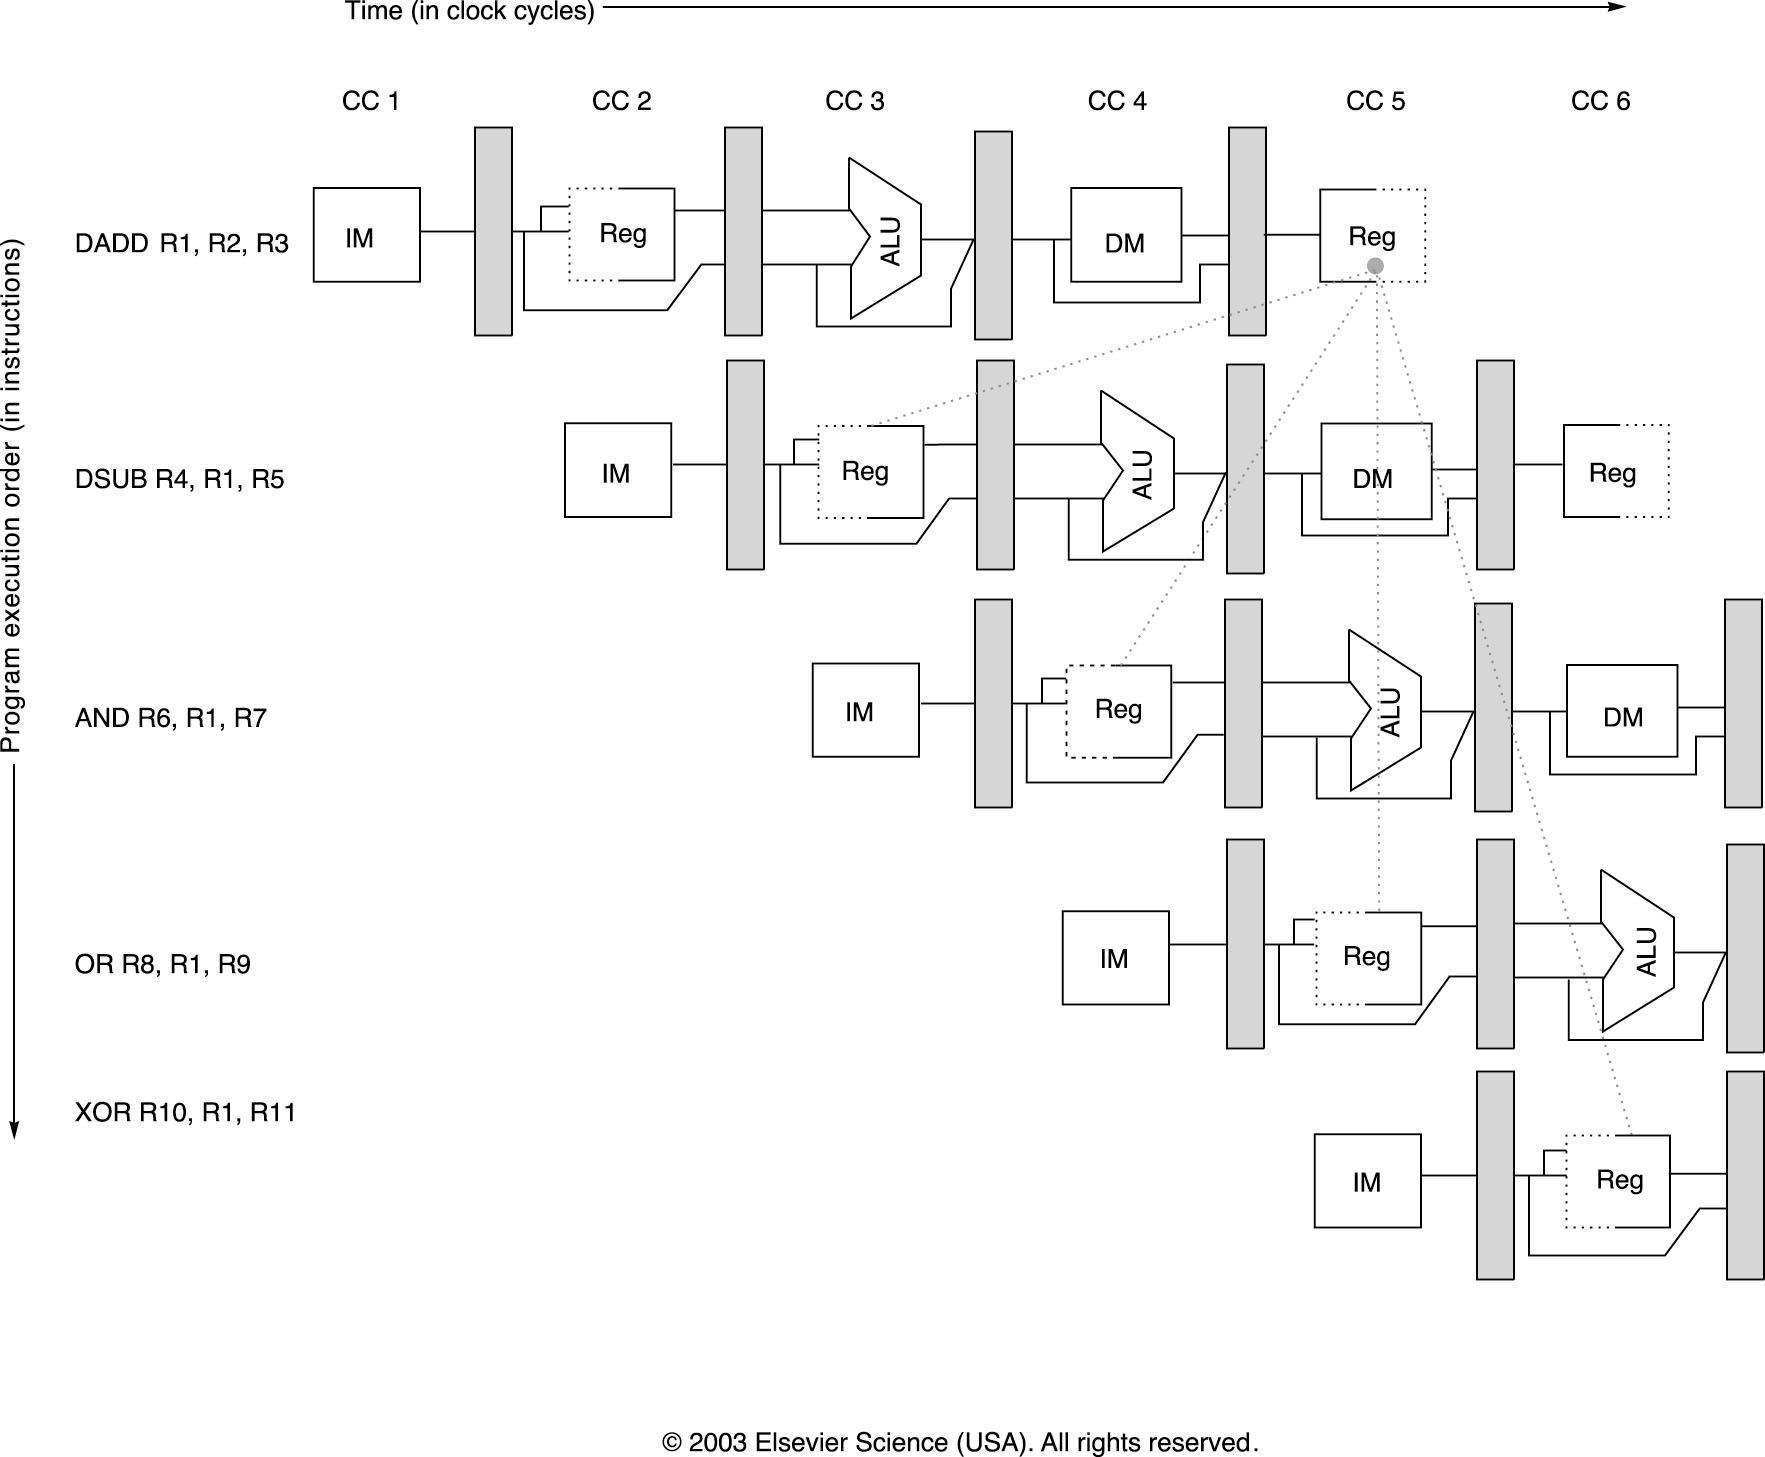 Time (in clock cycles)
CC 1 CC 2 CC 3 CC 4 CC 5 CC 6
Program execution order (in instructions)
DADD R1, R2, R3 IM Reg ALU DM Reg
DSUB R4, R1, R5 IM Reg ALU DM Reg
AND R6, R1, R7 IM Reg ALU DM
OR R8, R1, R9 IM Reg ALU
XOR R10, R1, R11
IM Reg
© 2003 Elsevier Science (USA). All rights reserved.